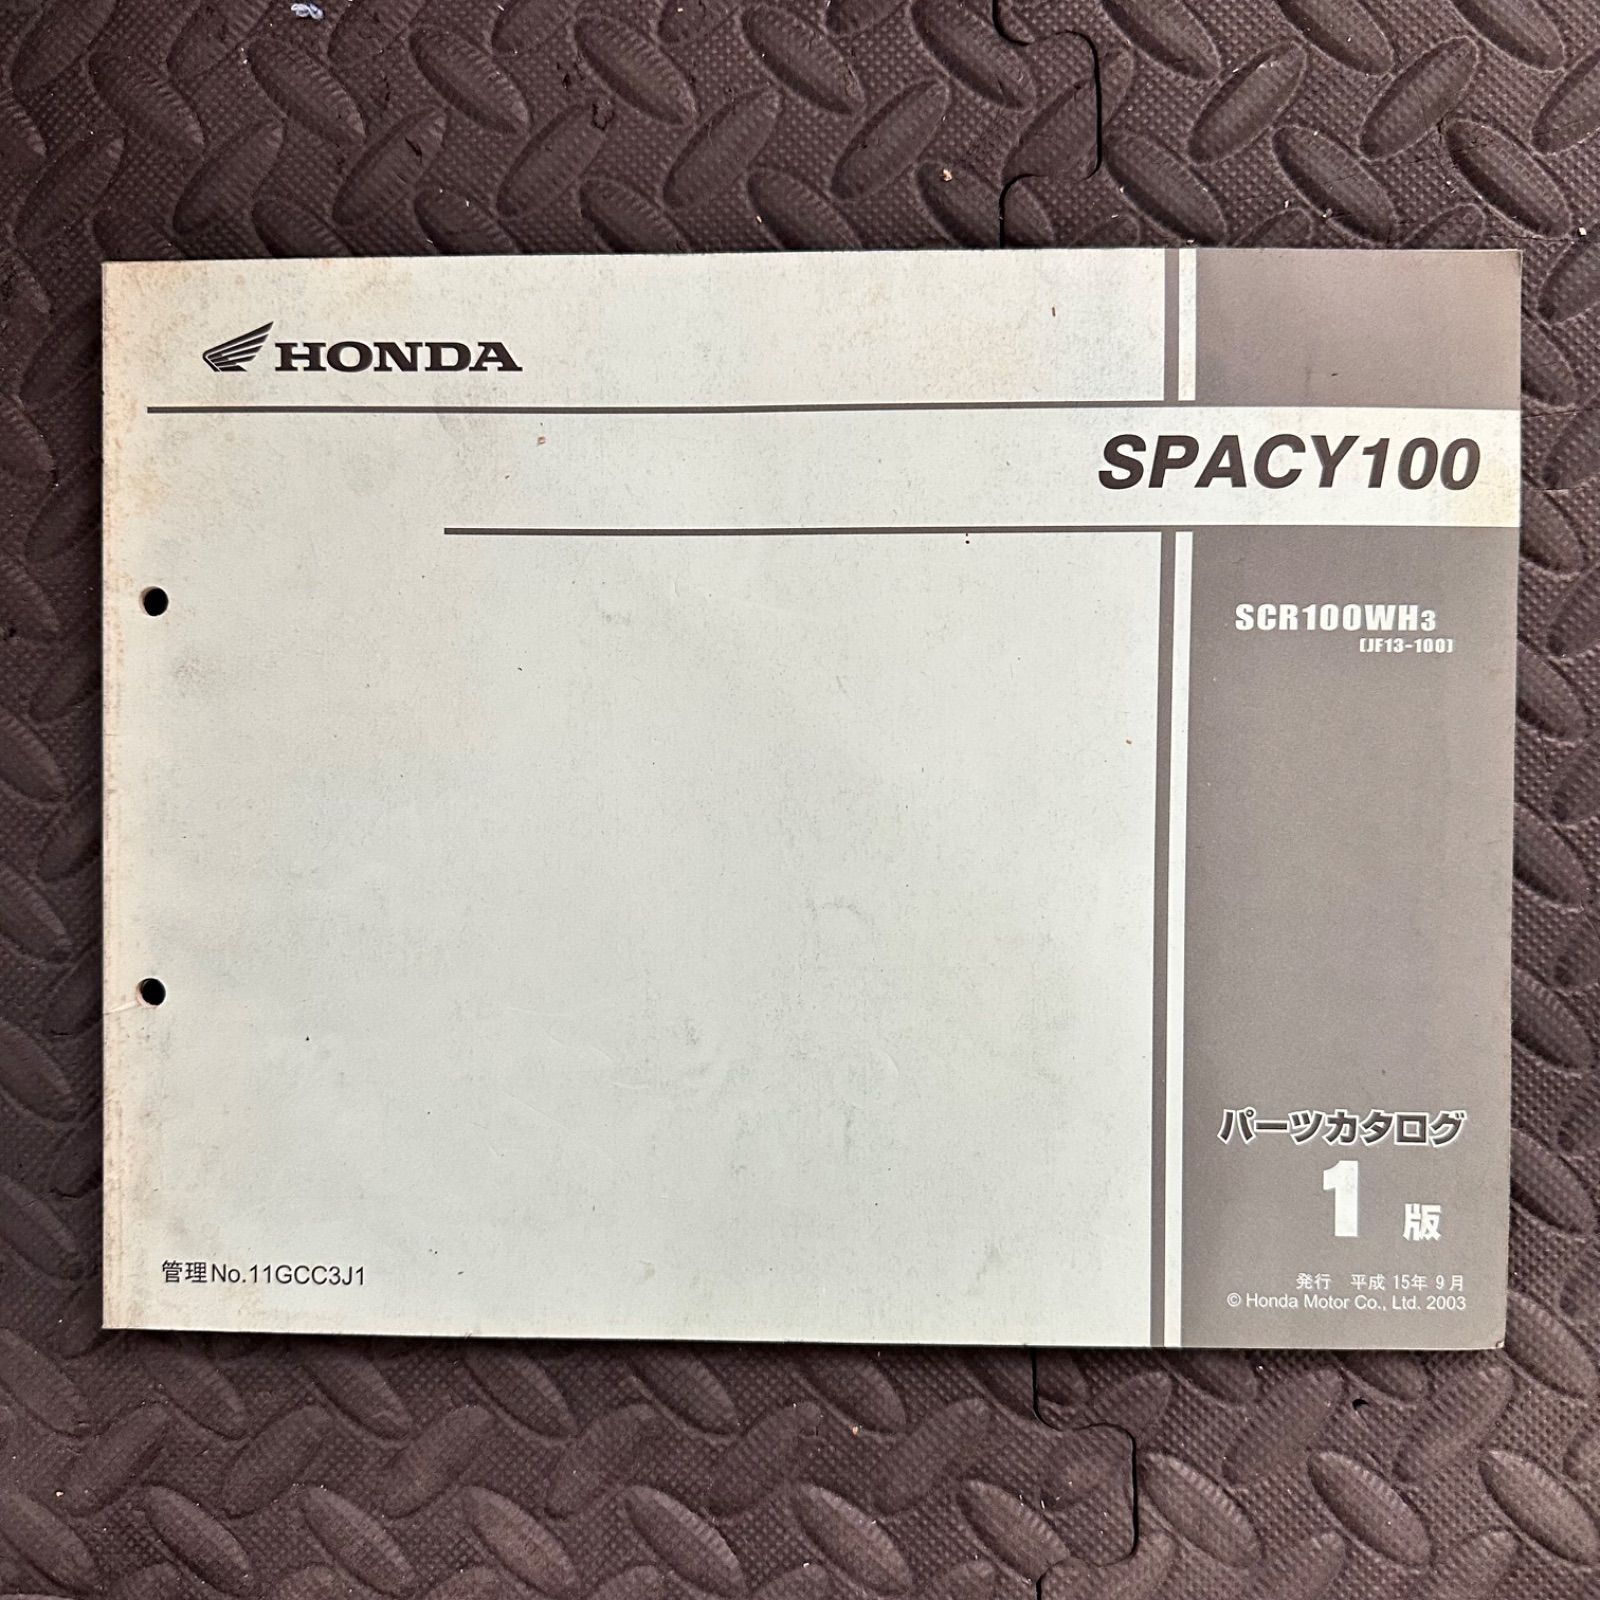 HONDA
SPACY100
SCR100WH3
(JF13-100)
パーツカタログ
1 版
管理No.11GCC3J1
発行 平成 15年 9月
© Honda Motor Co., Ltd. 2003